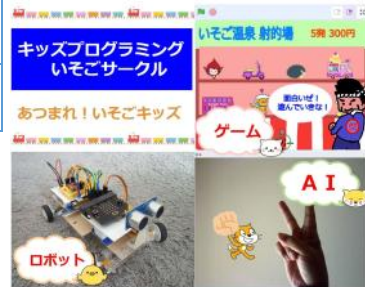 キッズプログラミング
いそごサークル
あつまれ！いそごキッズ
いそご温泉 射的場 5発 300円
面白いぜ！
遊んでいきな！
ゲーム
ロボット
AI